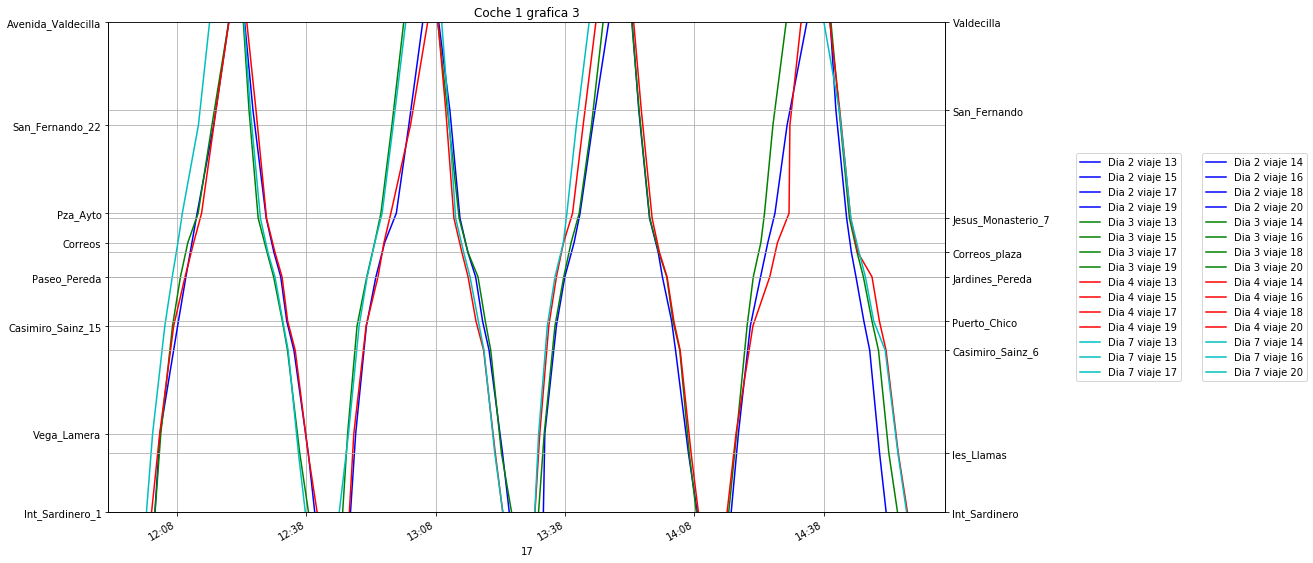 Coche 1 grafica 3
Avenida_Valdecilla
San_Fernando_22
Pza_Ayto
Correos
Paseo_Pereda
Casimiro_Sainz_15
Vega_Lamera
Int_Sardinero_1
Valdecilla
San_Fernando
Jesus_Monasterio_7
Correos_plaza
Jardines_Pereda
Puerto_Chico
Casimiro_Sainz_6
Ies_Llamas
Int_Sardinero
12:08
12:38
13:08
13:38
14:08
14:38
17
Dia 2 viaje 13
Dia 2 viaje 15
Dia 2 viaje 17
Dia 2 viaje 19
Dia 3 viaje 13
Dia 3 viaje 15
Dia 3 viaje 17
Dia 3 viaje 19
Dia 4 viaje 13
Dia 4 viaje 15
Dia 4 viaje 17
Dia 4 viaje 19
Dia 7 viaje 13
Dia 7 viaje 15
Dia 7 viaje 17
Dia 2 viaje 14
Dia 2 viaje 16
Dia 2 viaje 18
Dia 2 viaje 20
Dia 3 viaje 14
Dia 3 viaje 16
Dia 3 viaje 18
Dia 3 viaje 20
Dia 4 viaje 14
Dia 4 viaje 16
Dia 4 viaje 18
Dia 4 viaje 20
Dia 7 viaje 14
Dia 7 viaje 16
Dia 7 viaje 20